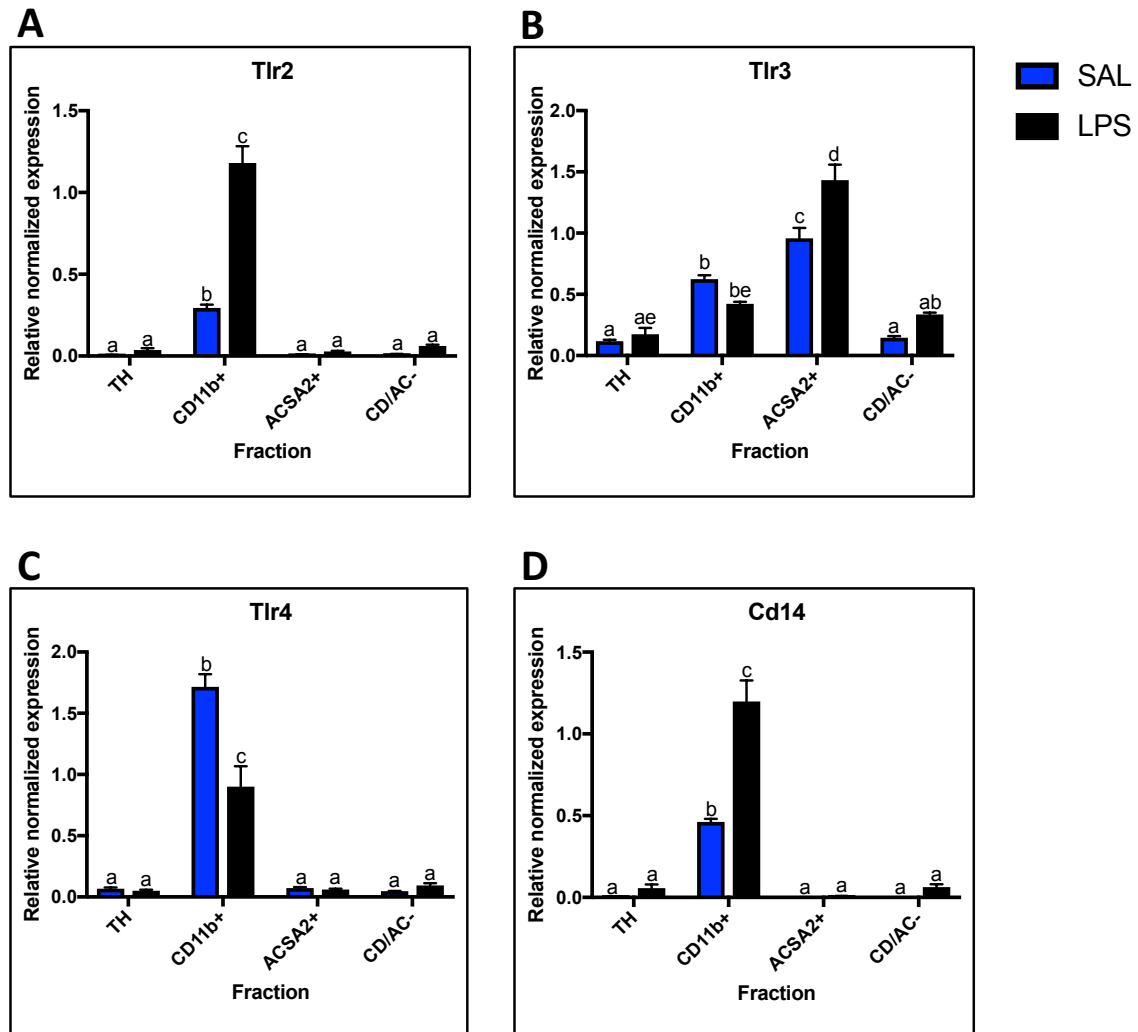 A
Tlr2
Relative normalized expression
1.5
1.0
0.5
0.0
a a b c a a a a
TH CD11b+ ACSA2+ CD/AC-
Fraction
B
Tlr3
Relative normalized expression
2.0
1.5
1.0
0.5
0.0
a ae b be c d a ab
TH CD11b+ ACSA2+ CD/AC-
Fraction
SAL
LPS
C
Tlr4
Relative normalized expression
2.0
1.5
1.0
0.5
0.0
a a b c a a a a
TH CD11b+ ACSA2+ CD/AC-
Fraction
D
Cd14
Relative normalized expression
1.5
1.0
0.5
0.0
a a b c a a a a
TH CD11b+ ACSA2+ CD/AC-
Fraction